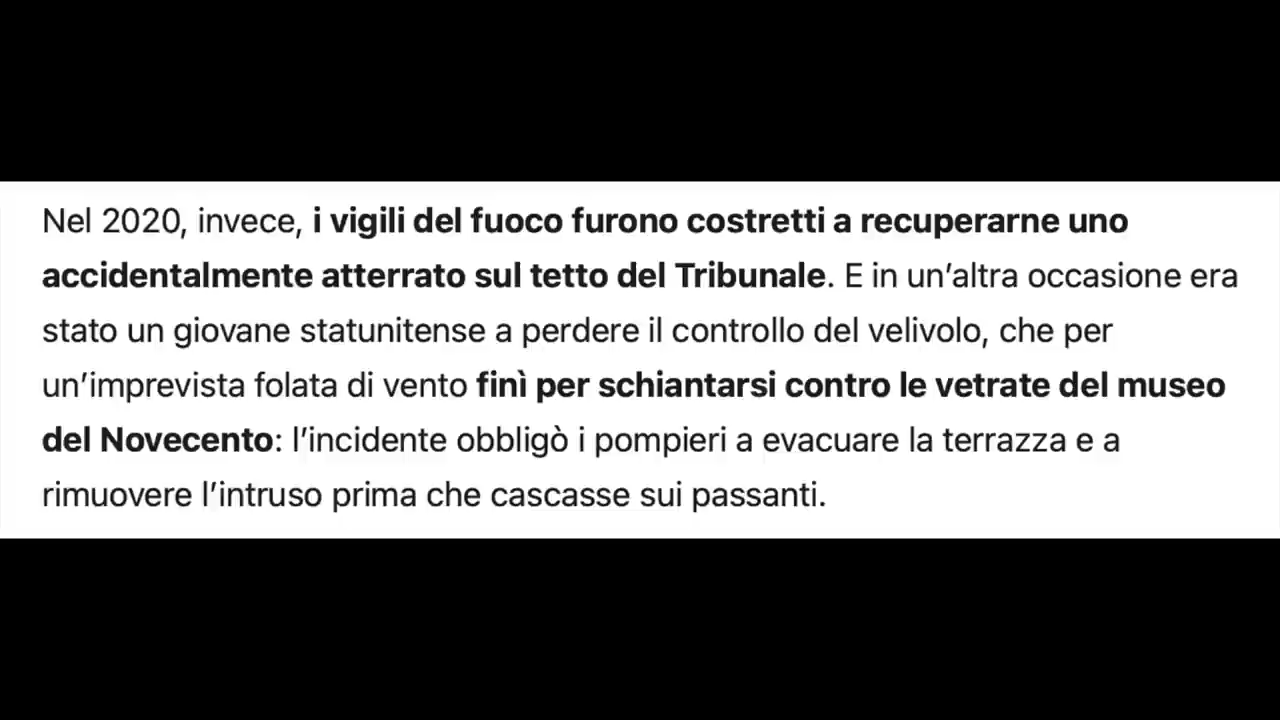 Nel 2020, invece, i vigili del fuoco furono costretti a recuperarne uno
accidentalmente atterrato sul tetto del Tribunale. E in un’altra occasione era
stato un giovane statunitense a perdere il controllo del velivolo, che per
un’imprevista folata di vento finì per schiantarsi contro le vetrate del museo
del Novecento: l’incidente obbligò i pompieri a evacuare la terrazza e a
rimuovere l’intruso prima che cascasse sui passanti.